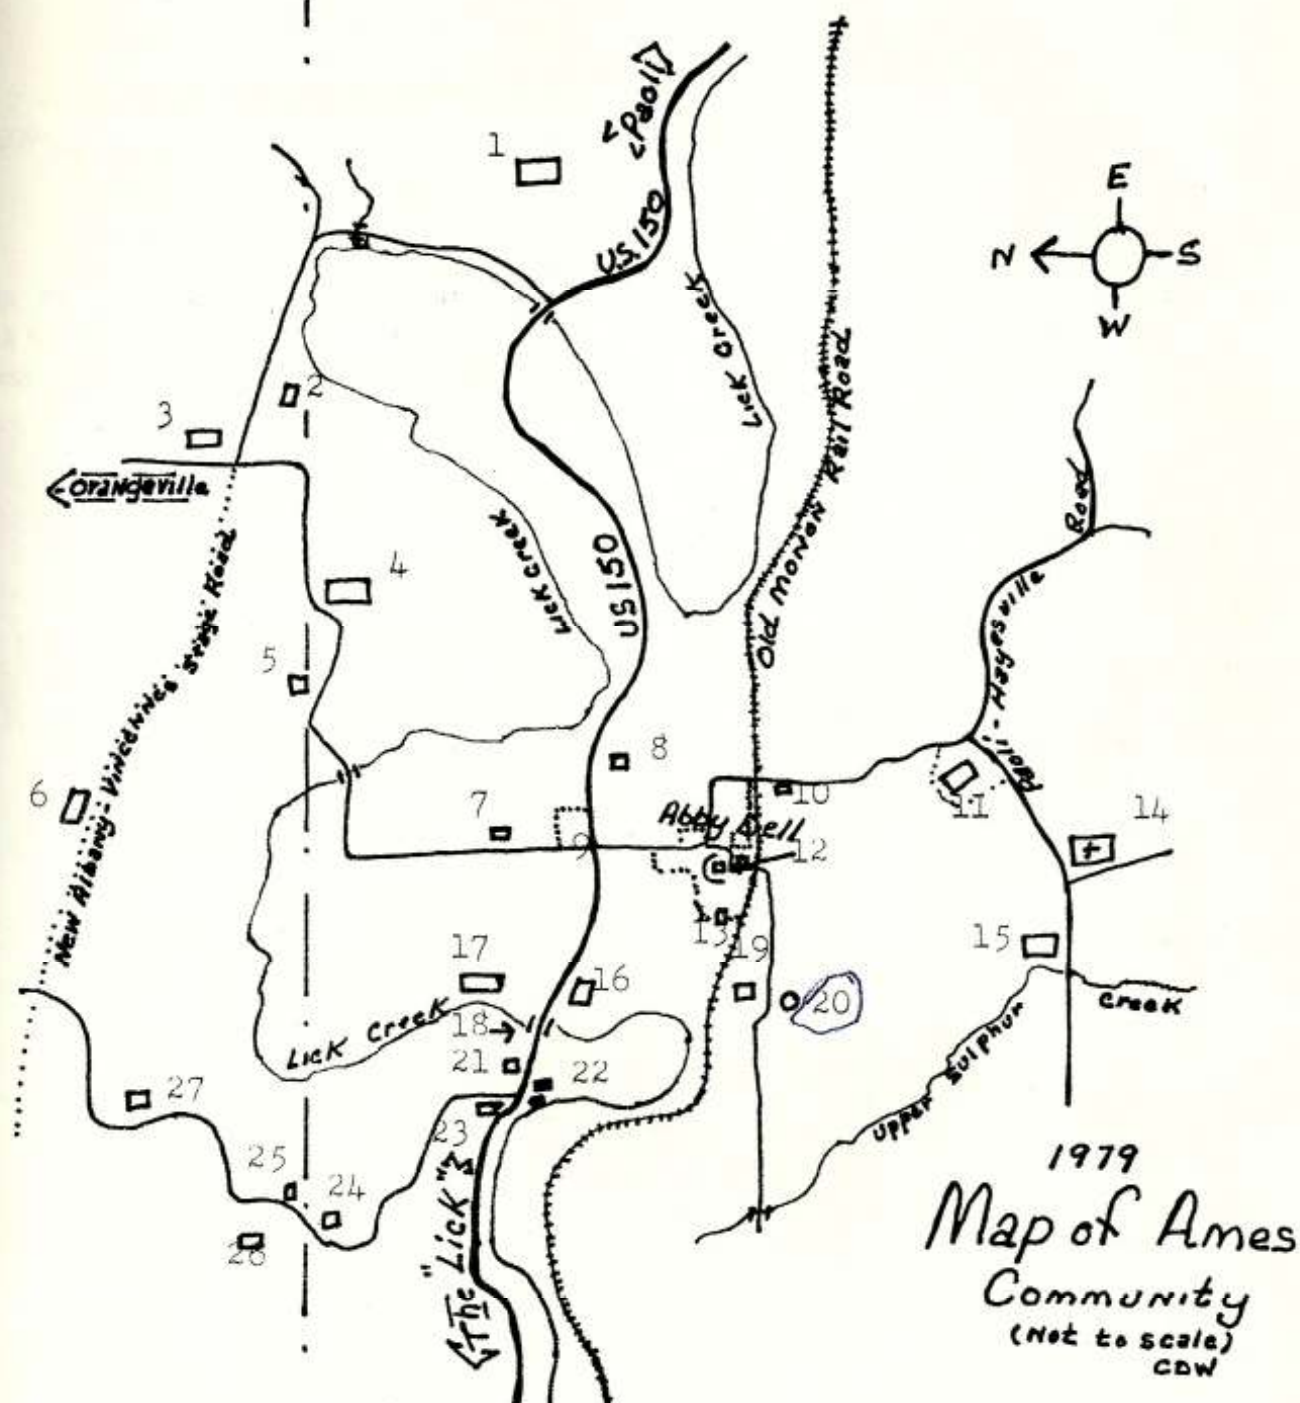 1
<Paoli
U.S. 150
E
N
S
W
Lick Creek
Old Monon Rail Road
2
3
Orangeville
New Albany-Vincennes Stage Road
4
Lick Creek
US 150
5
6
7
8
9
Abby Dell
10
11
12
13
14
15
Paoli - Hayesville Road
16
17
18
19
20
Lick Creek
21
22
23
24
25
26
27
Upper Sulphur Creek
"The Lick"
1979
Map of Ames
Community
(Not to scale)
CDW